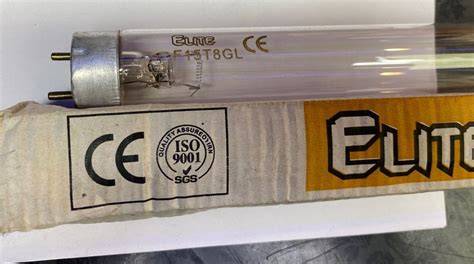 ELITE CE
F15T8GL
CE
QUALITY ASSURED FIRM
ISO
9001
SGS
ELITE